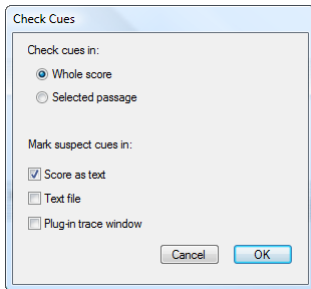 Check Cues
Check cues in:
Whole score
Selected passage
Mark suspect cues in:
Score as text
Text file
Plug-in trace window
Cancel OK